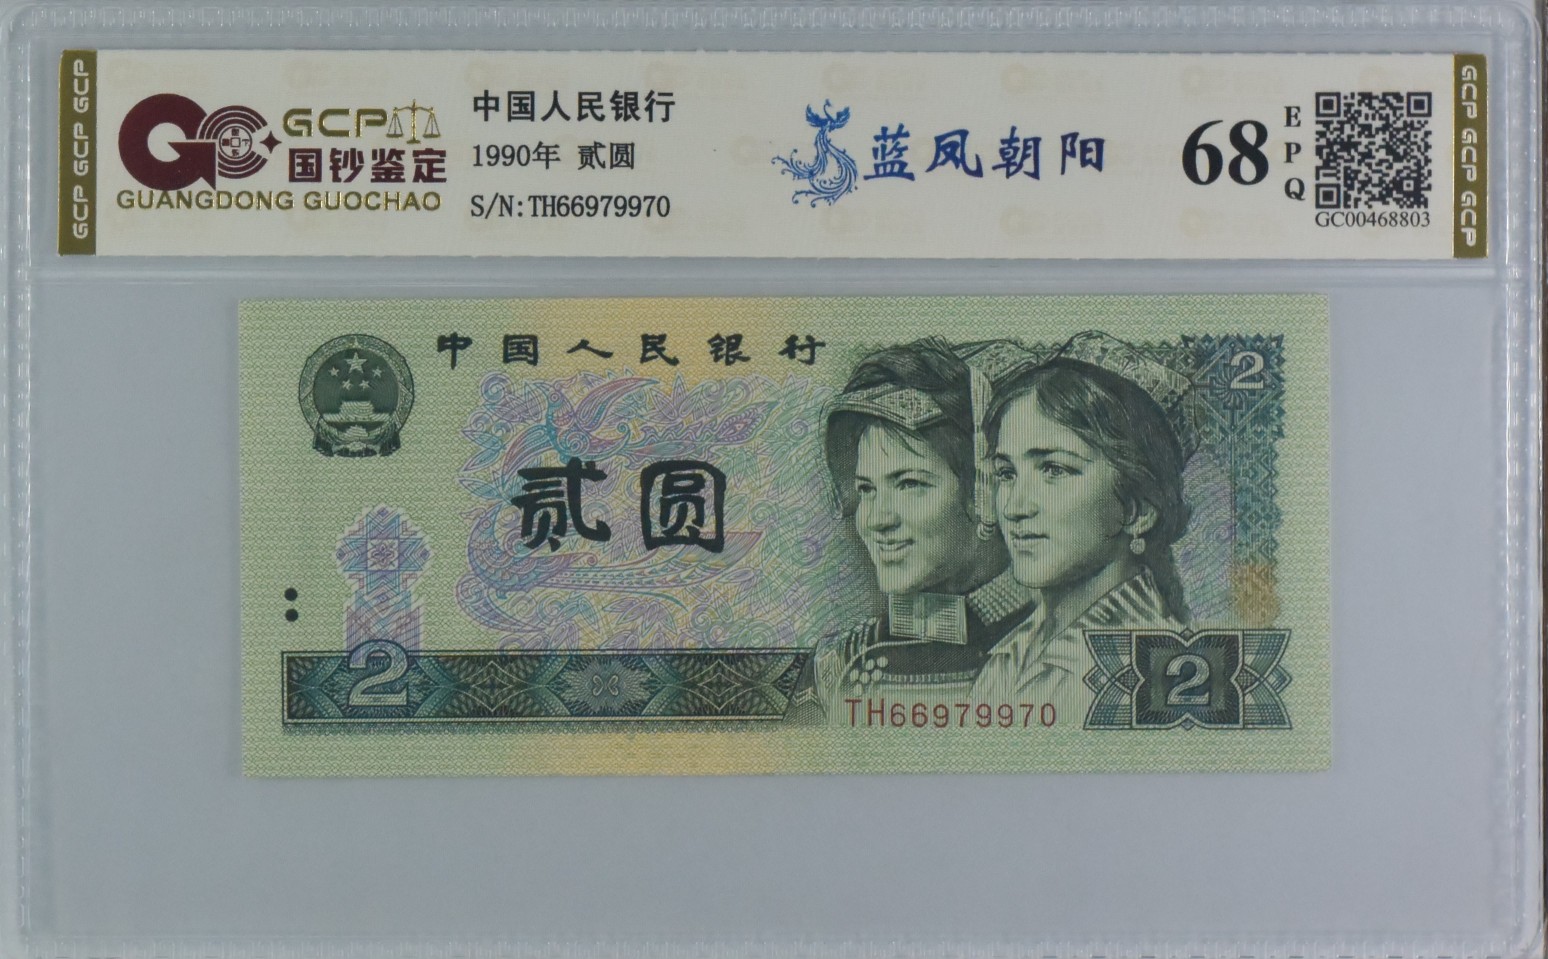 GCP GCP GCP
GCP
国钞鉴定
GUANGDONG GUOCHAO
中国人民银行
1990年 贰圆
S/N:TH66979970
蓝凤朝阳
68
EPQ
GC00468803
GCP GCP GCP
中国人民银行
2
贰圆
2
TH66979970
2